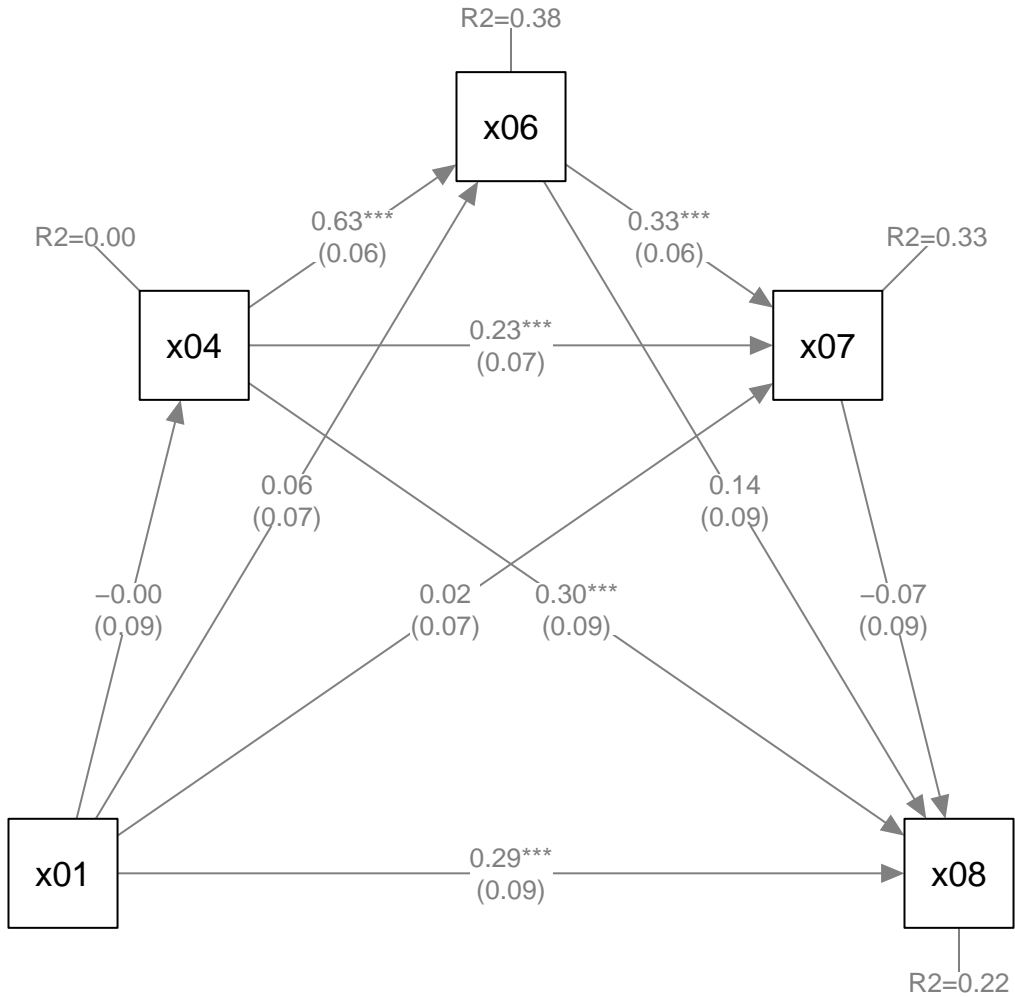 R2=0.38
x06
0.63***
(0.06)
0.33***
(0.06)
R2=0.00
R2=0.33
x04
0.23***
(0.07)
x07
0.06
(0.07)
0.14
(0.09)
−0.00
(0.09)
0.02
(0.07)
0.30***
(0.09)
−0.07
(0.09)
x01
0.29***
(0.09)
x08
R2=0.22